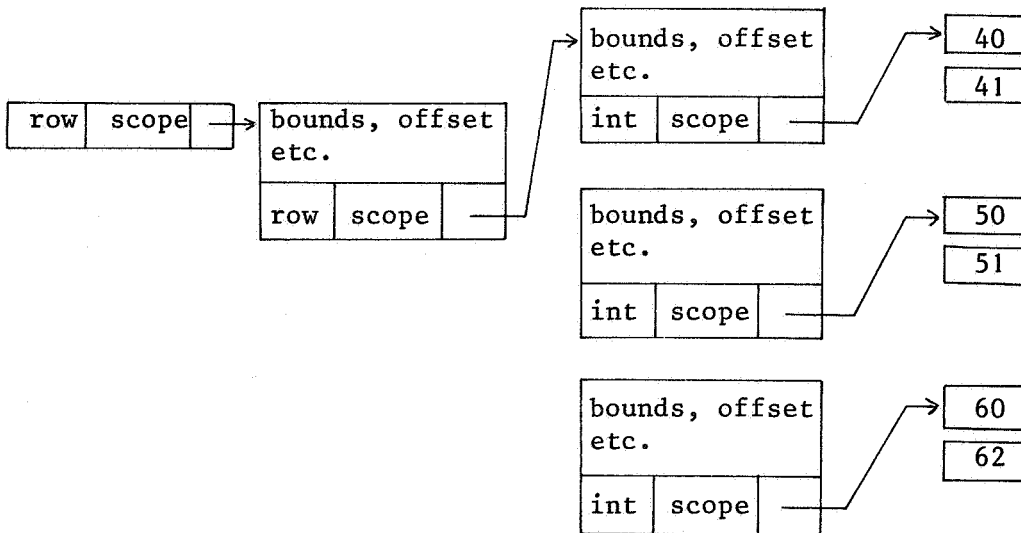 row scope
bounds, offset
etc.
row scope
bounds, offset
etc.
int scope
40
41
bounds, offset
etc.
int scope
50
51
bounds, offset
etc.
int scope
60
62